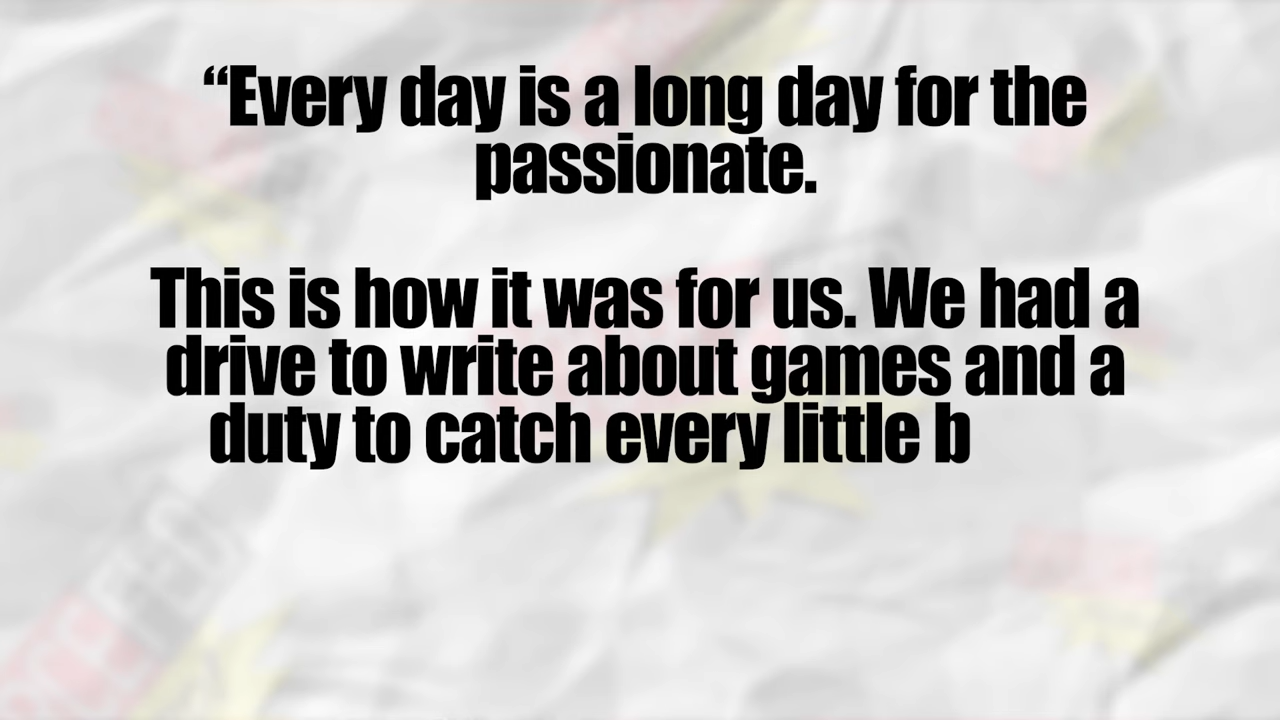 “Every day is a long day for the
passionate.
This is how it was for us. We had a
drive to write about games and a
duty to catch every little b